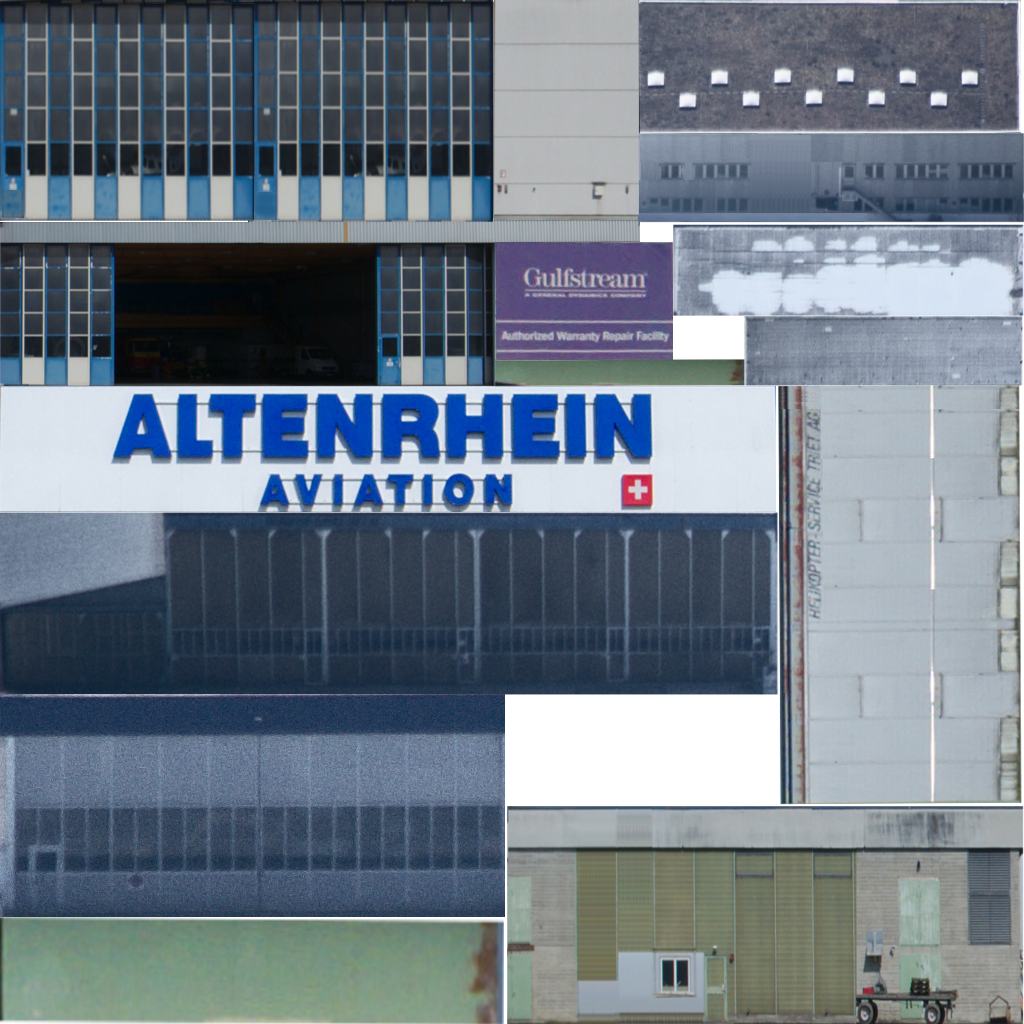 Gulfstream
A GENERAL DYNAMICS COMPANY
Authorized Warranty Repair Facility
ALTENRHEIN
AVIATION
HELIKOPTER-SERVICE TRIET AG